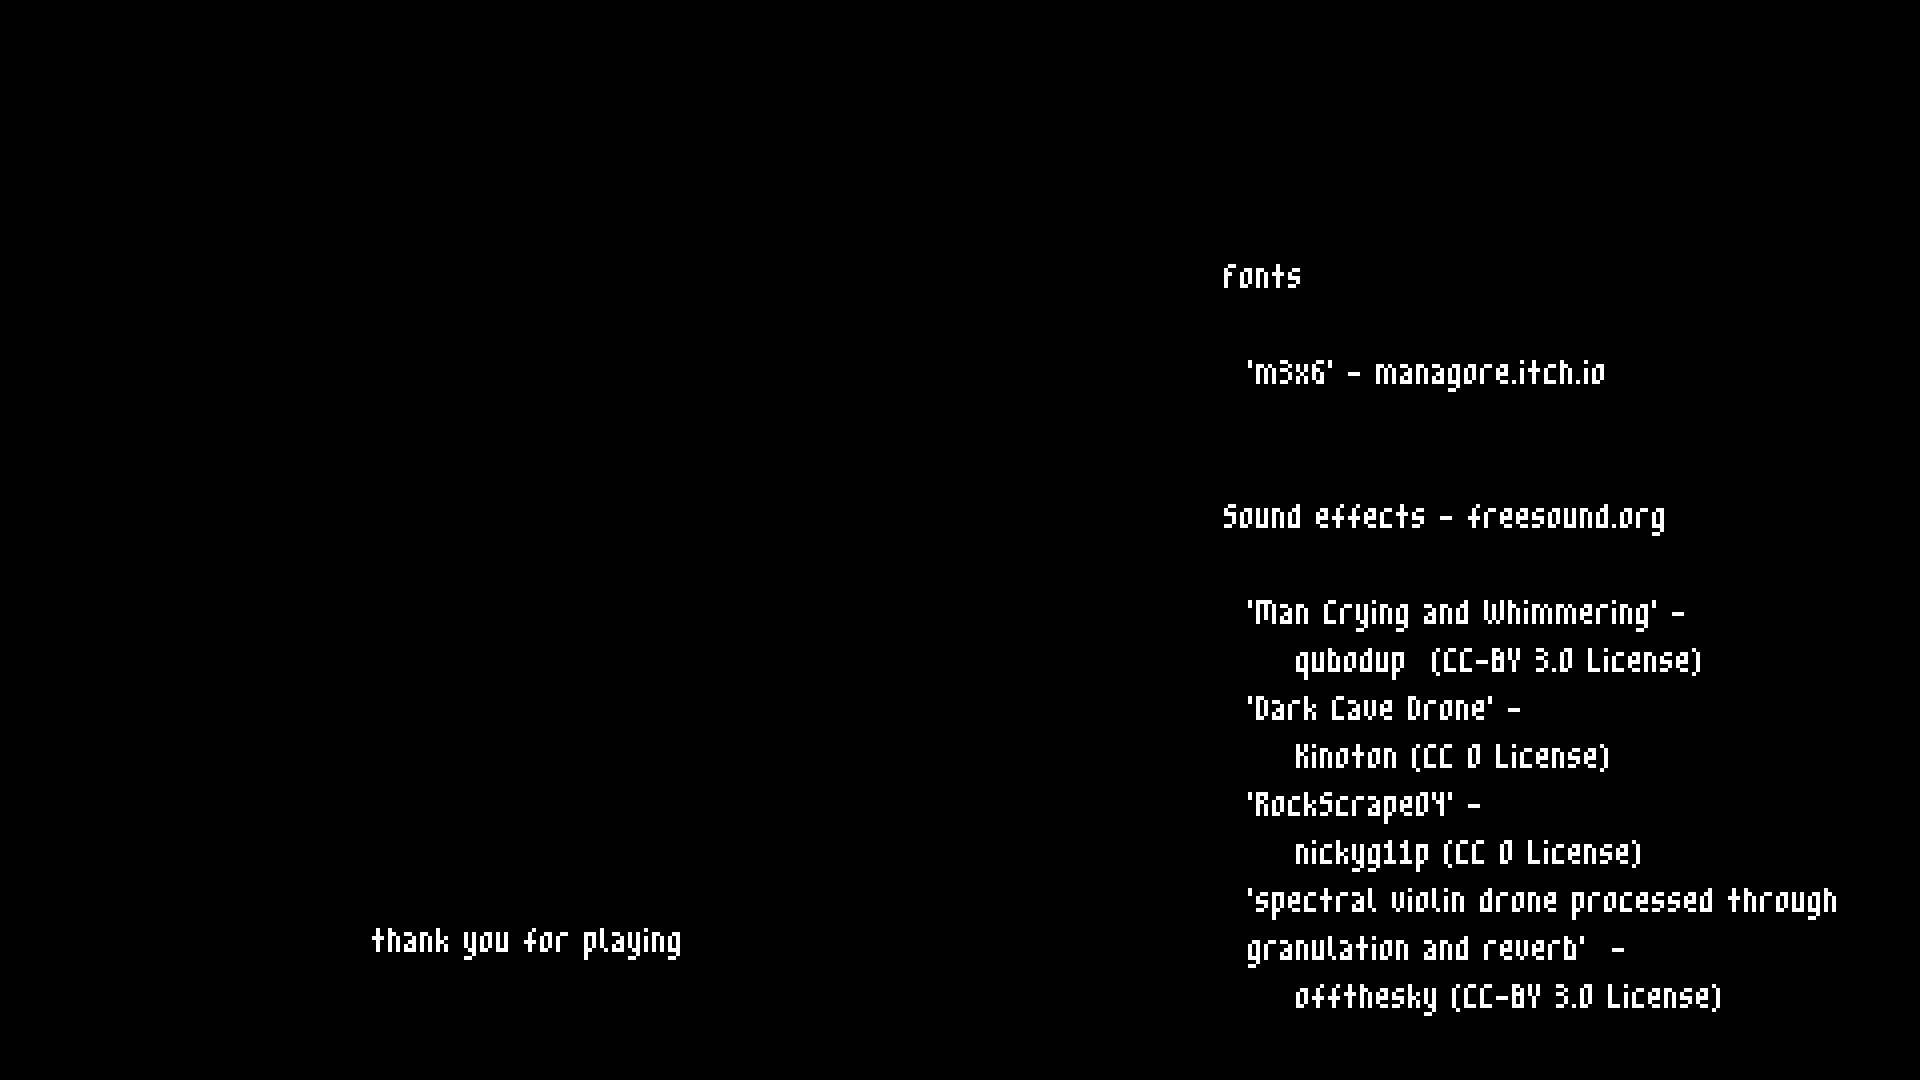 fonts
'm3x6' - managore.itch.io
Sound effects - freesound.org
'Man Crying and Whimmering' -
qubodup  (CC-BY 3.0 License)
'Dark Cave Drone' -
Kinoton (CC 0 License)
'RockScrape04' -
nickyg11p (CC 0 License)
'spectral violin drone processed through
granulation and reverb'  -
offthesky (CC-BY 3.0 License)
thank you for playing